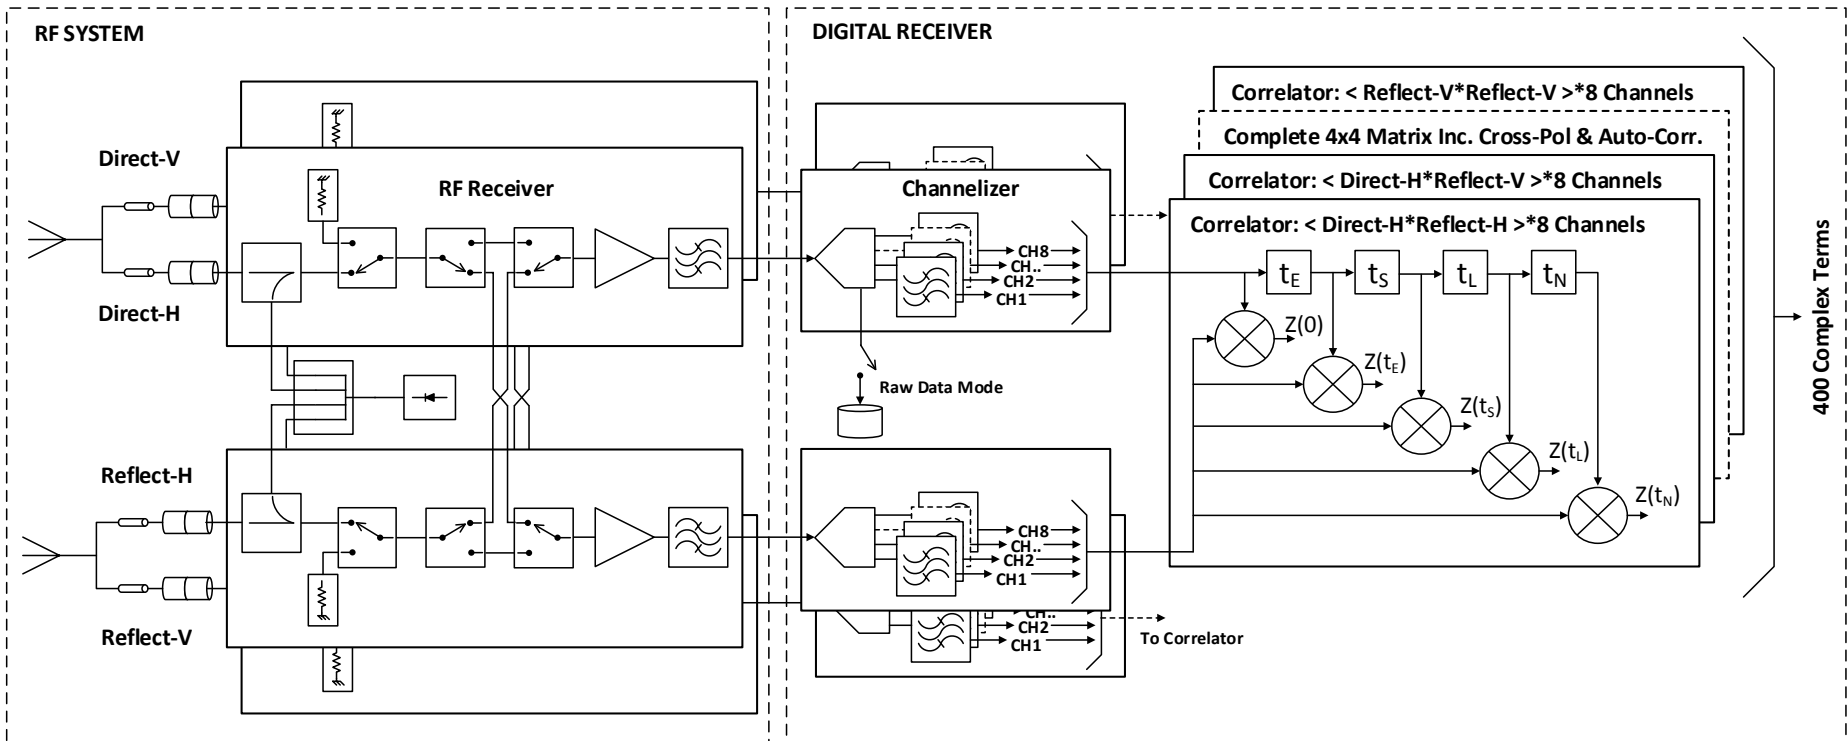 RF SYSTEM
Direct-V
Direct-H
RF Receiver
Reflect-H
Reflect-V
DIGITAL RECEIVER
Channelizer
CH8
CH..
CH2
CH1
Raw Data Mode
CH8
CH..
CH2
CH1
CH..
CH2
CH1
To Correlator
Correlator: < Reflect-V*Reflect-V >*8 Channels
Complete 4x4 Matrix Inc. Cross-Pol & Auto-Corr.
Correlator: < Direct-H*Reflect-V >*8 Channels
Correlator: < Direct-H*Reflect-H >*8 Channels
tE tS tL tN
Z(0)
Z(tE)
Z(tS)
Z(tL)
Z(tN)
400 Complex Terms